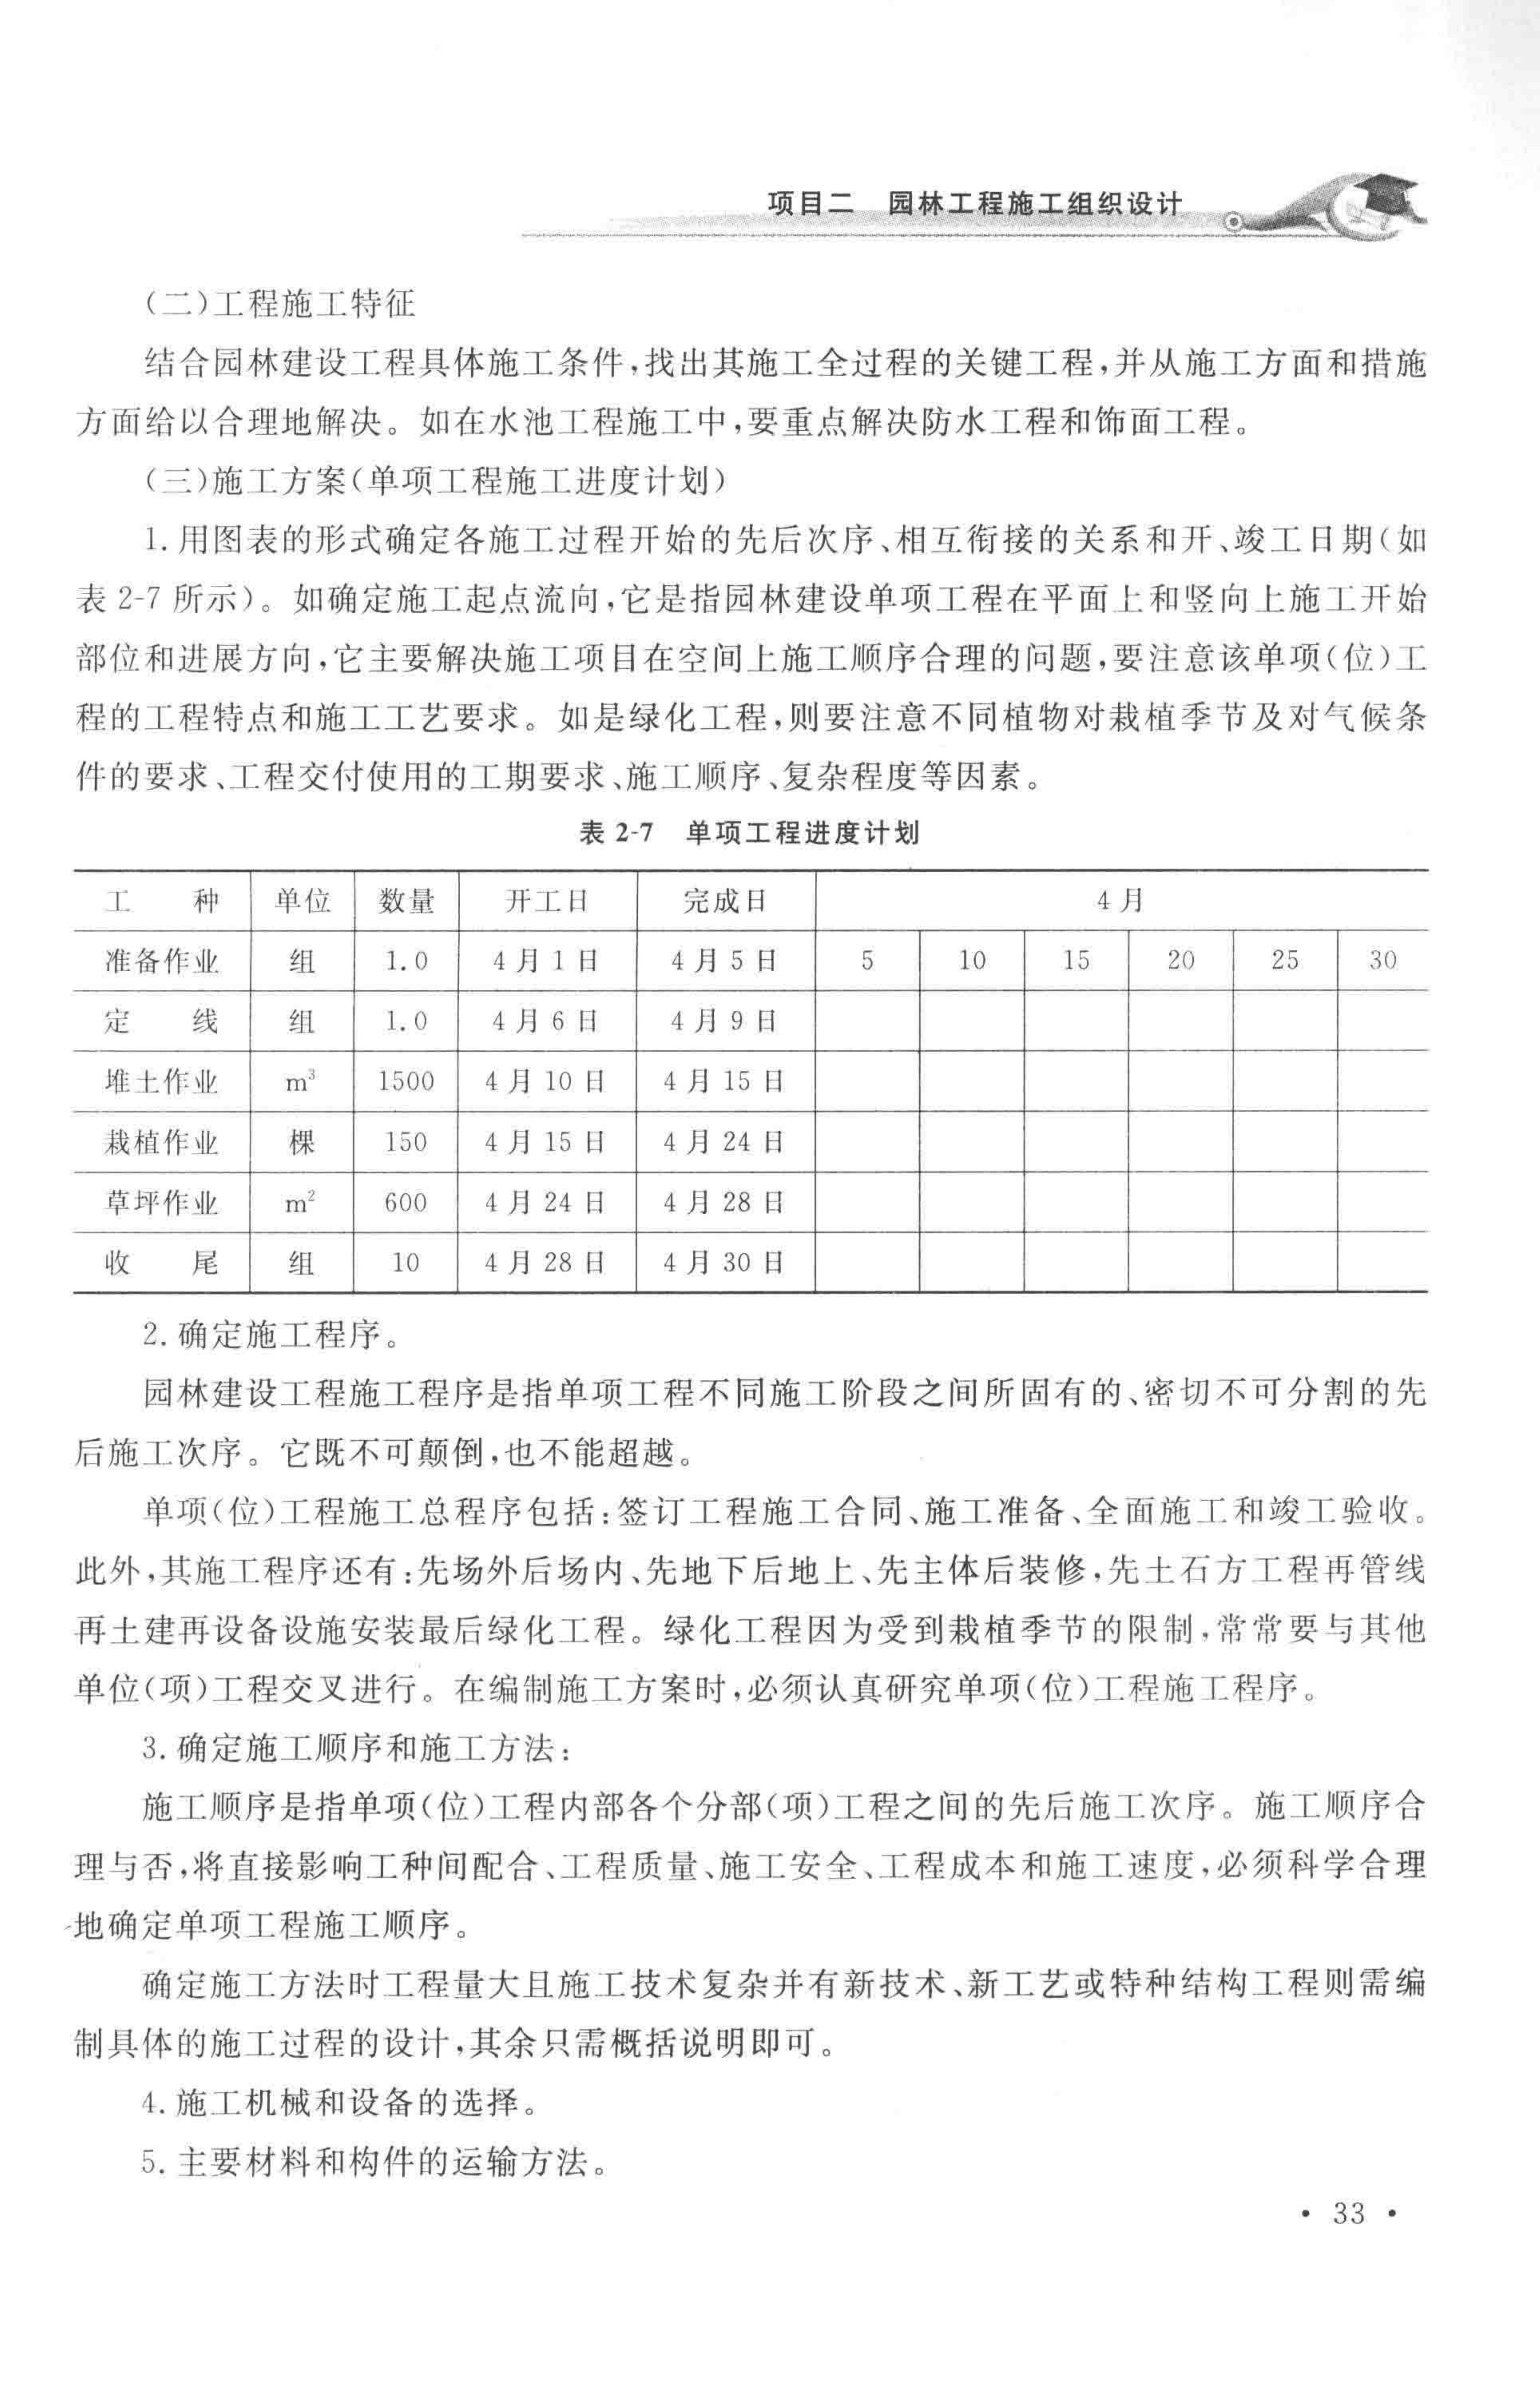 项目二 园林工程施工组织设计
(二)工程施工特征
结合园林建设工程具体施工条件,找出其施工全过程的关键工程,并从施工方面和措施
方面给以合理地解决。如在水池工程施工中,要重点解决防水工程和饰面工程。
(三)施工方案(单项工程施工进度计划)
1. 用图表的形式确定各施工过程开始的先后次序、相互衔接的关系和开、竣工日期(如
表 2-7 所示)。如确定施工起点流向,它是指园林建设单项工程在平面上和竖向上施工开始
部位和进展方向,它主要解决施工项目在空间上施工顺序合理的问题,要注意该单项(位)工
程的工程特点和施工工艺要求。如是绿化工程,则要注意不同植物对栽植季节及对气候条
件的要求、工程交付使用的工期要求、施工顺序、复杂程度等因素。
表 2-7 单项工程进度计划
工 种 单位 数量 开工日 完成日 4 月
准备作业 组 1.0 4 月 1 日 4 月 5 日 5 10 15 20 25 30
定 线 组 1.0 4 月 6 日 4 月 9 日
堆土作业 m³ 1500 4 月 10 日 4 月 15 日
栽植作业 棵 150 4 月 15 日 4 月 24 日
草坪作业 m² 600 4 月 24 日 4 月 28 日
收 尾 组 10 4 月 28 日 4 月 30 日
2. 确定施工程序。
园林建设工程施工程序是指单项工程不同施工阶段之间所固有的、密切不可分割的先
后施工次序。它既不可颠倒,也不能超越。
单项(位)工程施工总程序包括:签订工程施工合同、施工准备、全面施工和竣工验收。
此外,其施工程序还有:先场外后场内、先地下后地上、先主体后装修,先土石方工程再管线
再土建再设备设施安装最后绿化工程。绿化工程因为受到栽植季节的限制,常常要与其他
单位(项)工程交叉进行。在编制施工方案时,必须认真研究单项(位)工程施工程序。
3. 确定施工顺序和施工方法:
施工顺序是指单项(位)工程内部各个分部(项)工程之间的先后施工次序。施工顺序合
理与否,将直接影响工种间配合、工程质量、施工安全、工程成本和施工速度,必须科学合理
地确定单项工程施工顺序。
确定施工方法时工程量大且施工技术复杂并有新技术、新工艺或特种结构工程则需编
制具体的施工过程的设计,其余只需概括说明即可。
4. 施工机械和设备的选择。
5. 主要材料和构件的运输方法。
• 33 •